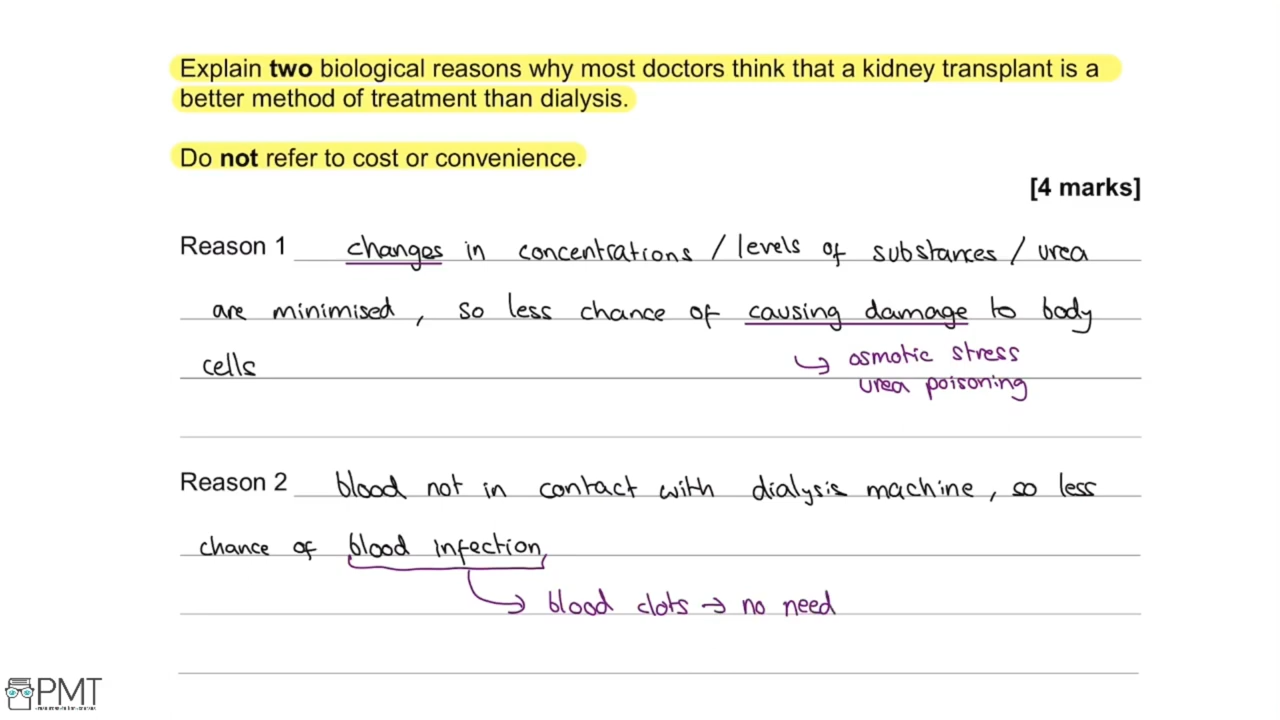 Explain two biological reasons why most doctors think that a kidney transplant is a
better method of treatment than dialysis.
Do not refer to cost or convenience.
[4 marks]
Reason 1 changes in concentrations / levels of substances / urea
are minimised, so less chance of causing damage to body
cells
↳ osmotic stress
urea poisoning
Reason 2 blood not in contact with dialysis machine, so less
chance of blood infection
→ blood clots → no need
PMT